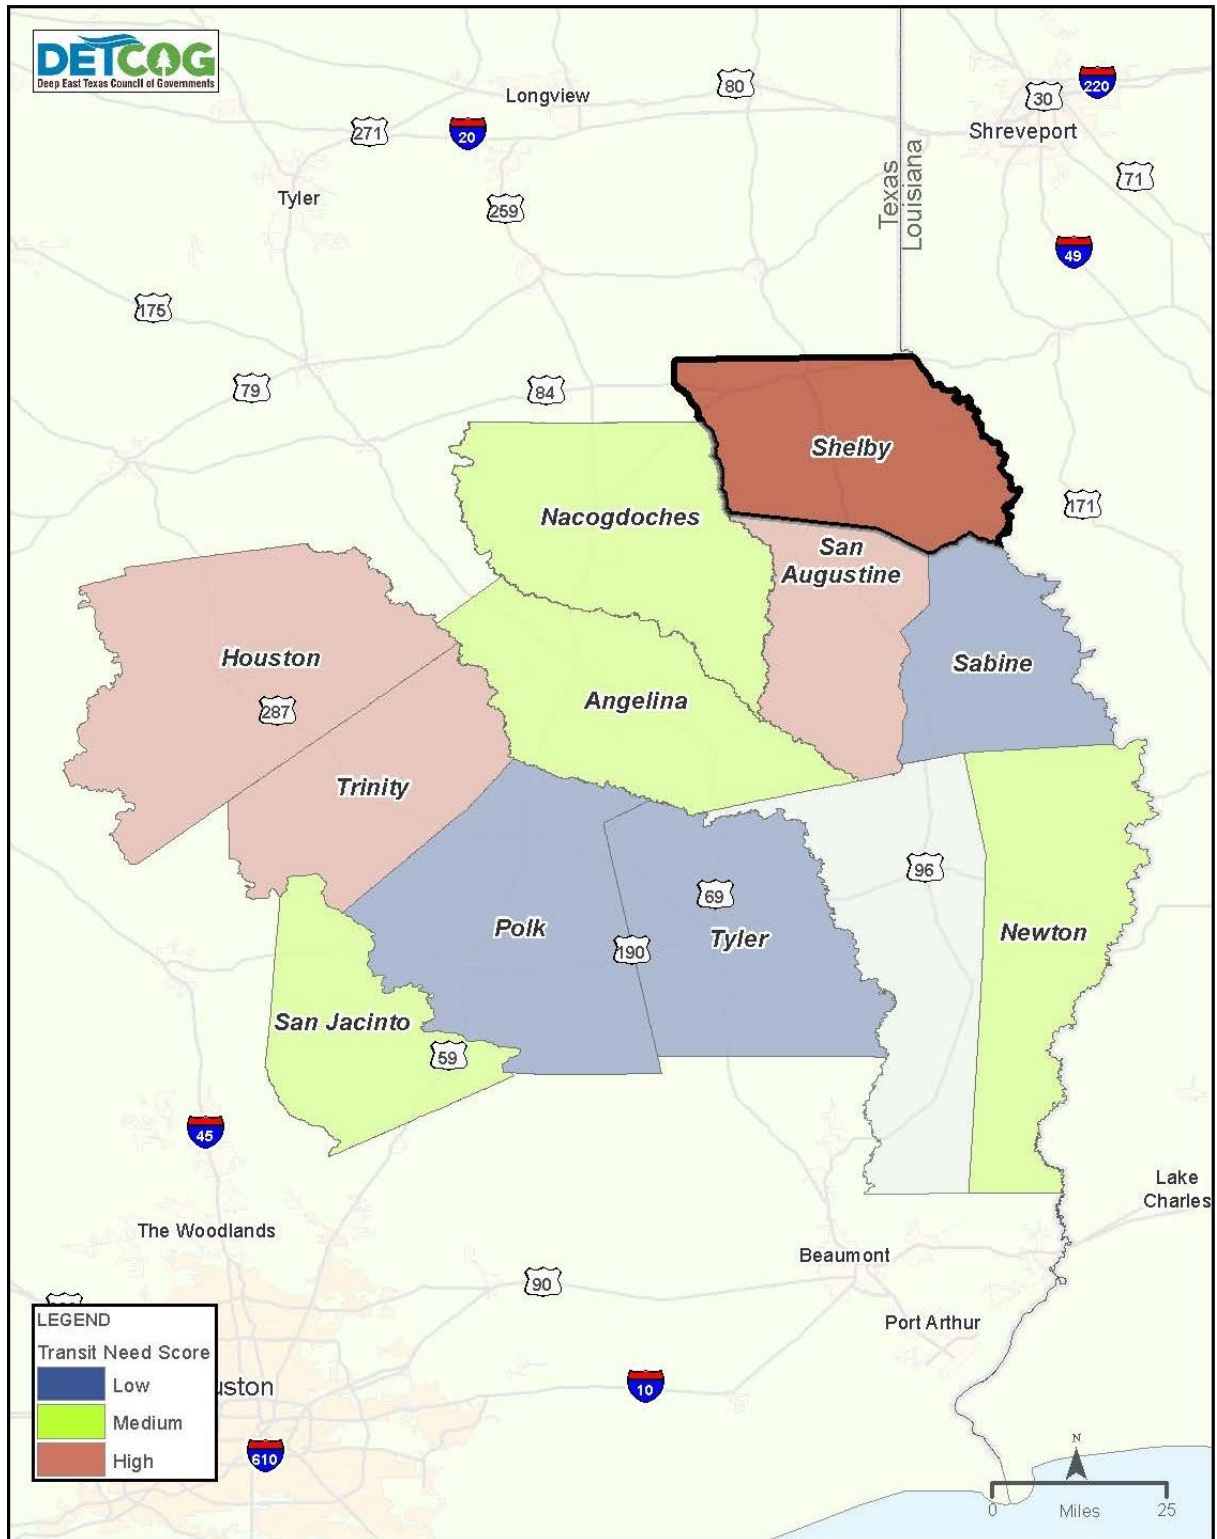 DETCOG
Deep East Texas Council of Governments
Longview
80
220
30
Shreveport
271
20
Tyler
259
71
Texas
Louisiana
49
175
79
84
Shelby
171
Nacogdoches
San
Augustine
Houston
Sabine
287
Angelina
Trinity
96
69
Polk
Tyler
Newton
190
San Jacinto
59
45
Lake
Charles
The Woodlands
Beaumont
90
Port Arthur
LEGEND
Transit Need Score
Low
Medium
High
uston
10
610
N
0 Miles 25